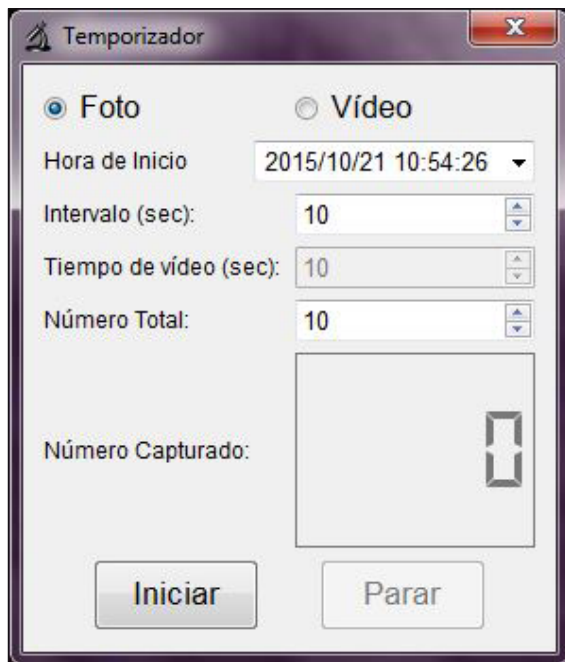 Temporizador
Foto Vídeo
Hora de Inicio 2015/10/21 10:54:26
Intervalo (sec): 10
Tiempo de vídeo (sec): 10
Número Total: 10
Número Capturado: 0
Iniciar Parar